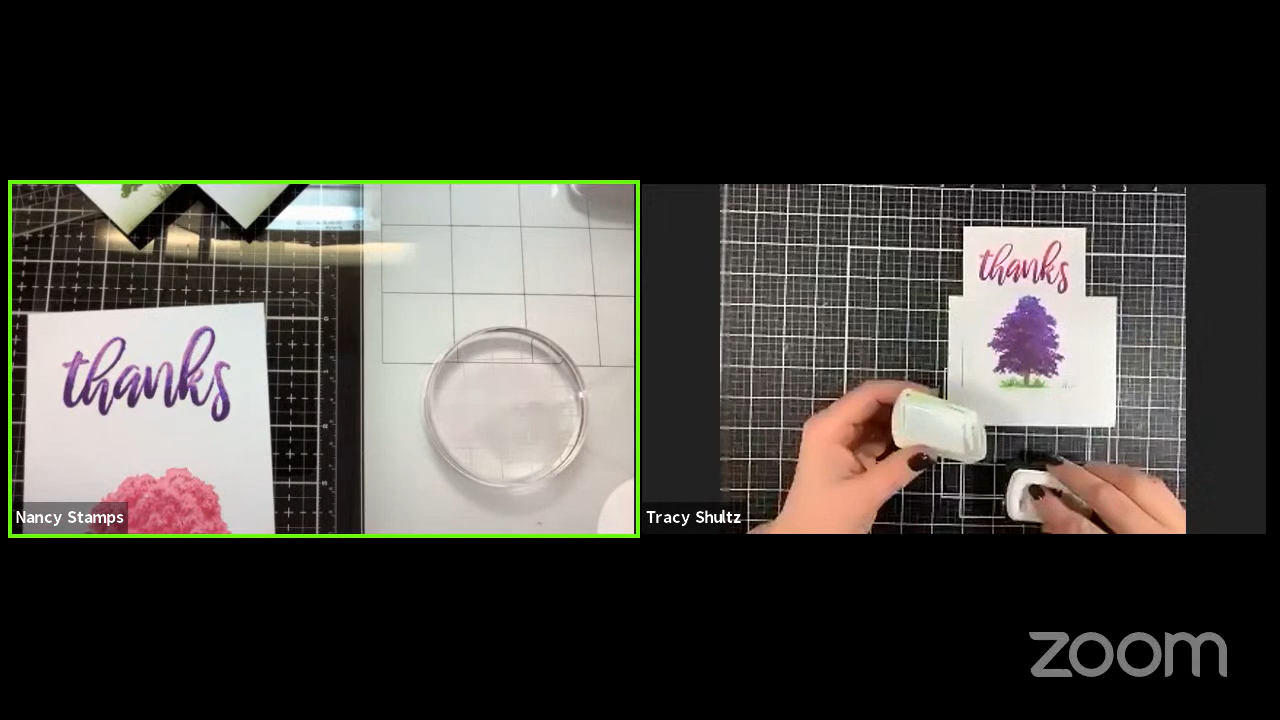 thanks
Nancy Stamps
thanks
Tracy Shultz
zoom